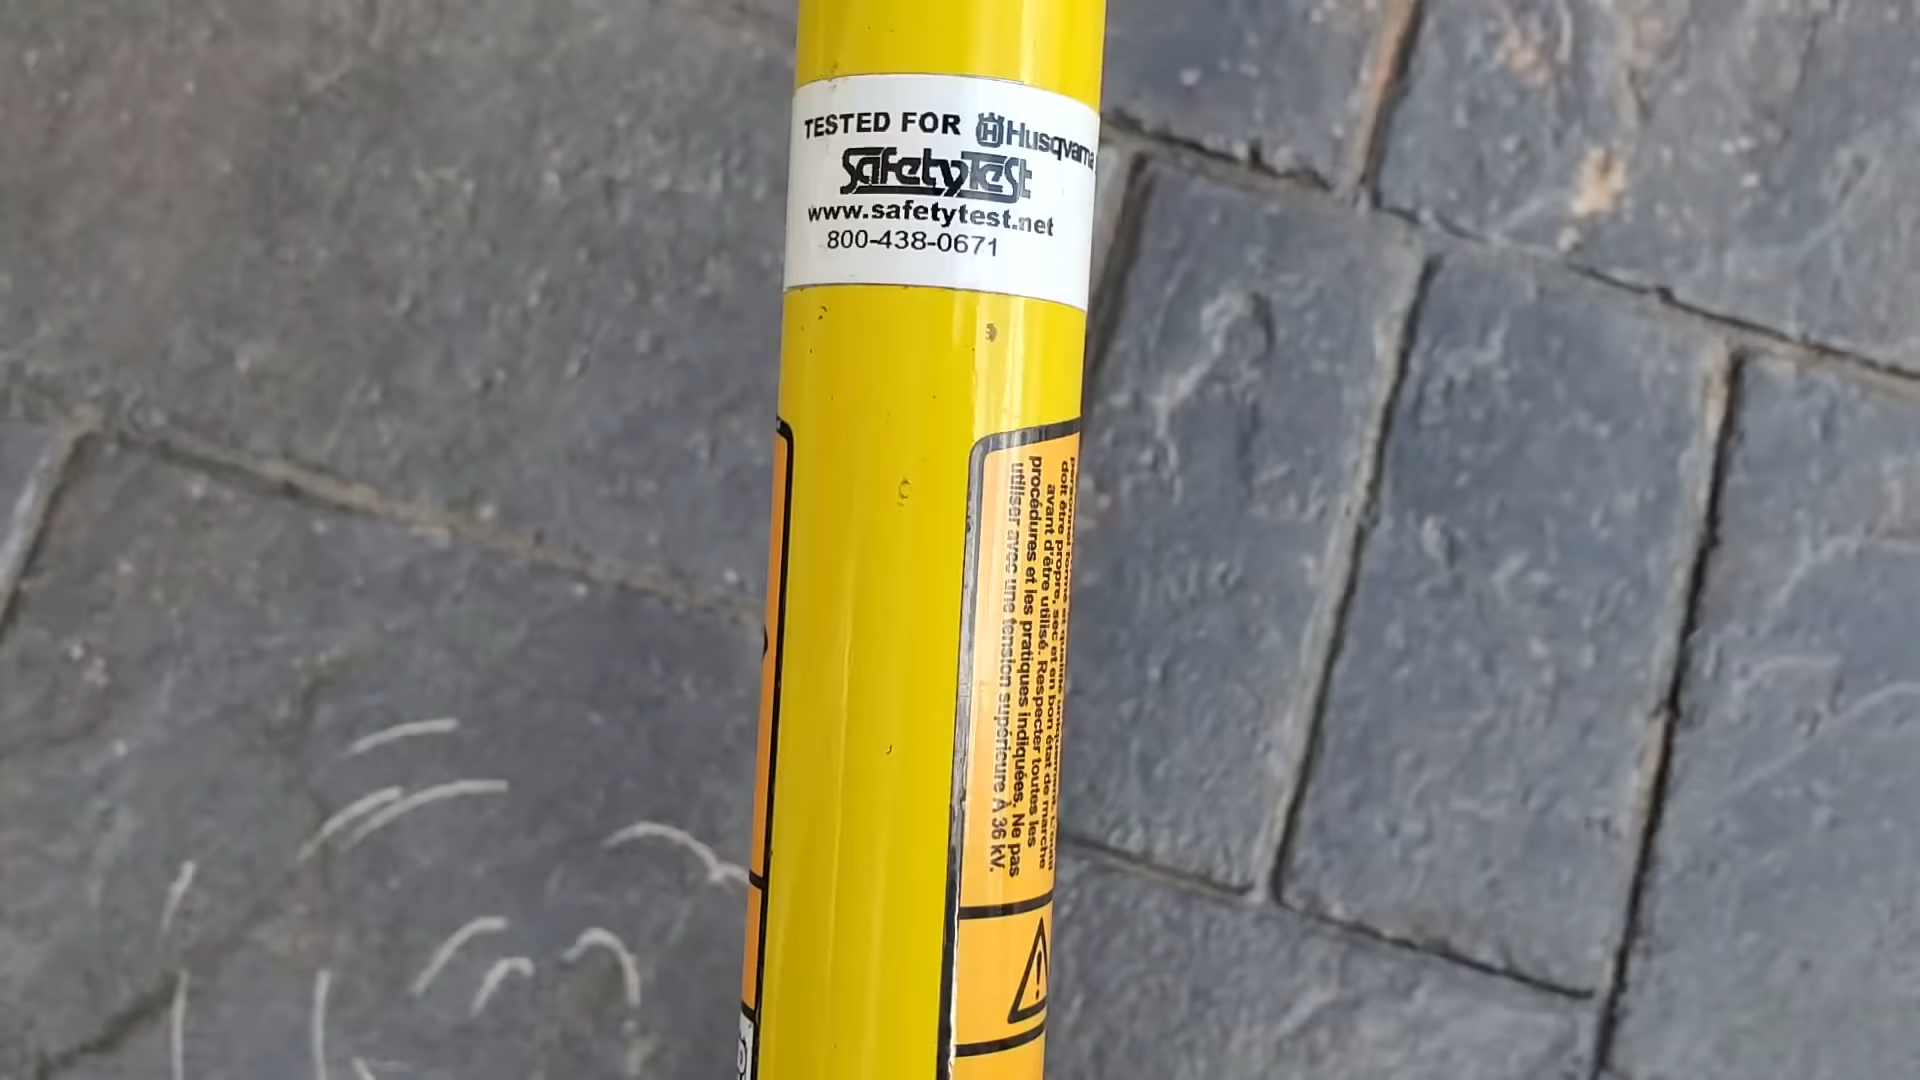 TESTED FOR Husqvarna
SafetyTest
www.safetytest.net
800-438-0671
doit être propre, sec et en bon état de marche
avant d'être utilisé. Respecter toutes les
procédures et les pratiques indiquées. Ne pas
utiliser avec une tension supérieure À 36 kV.